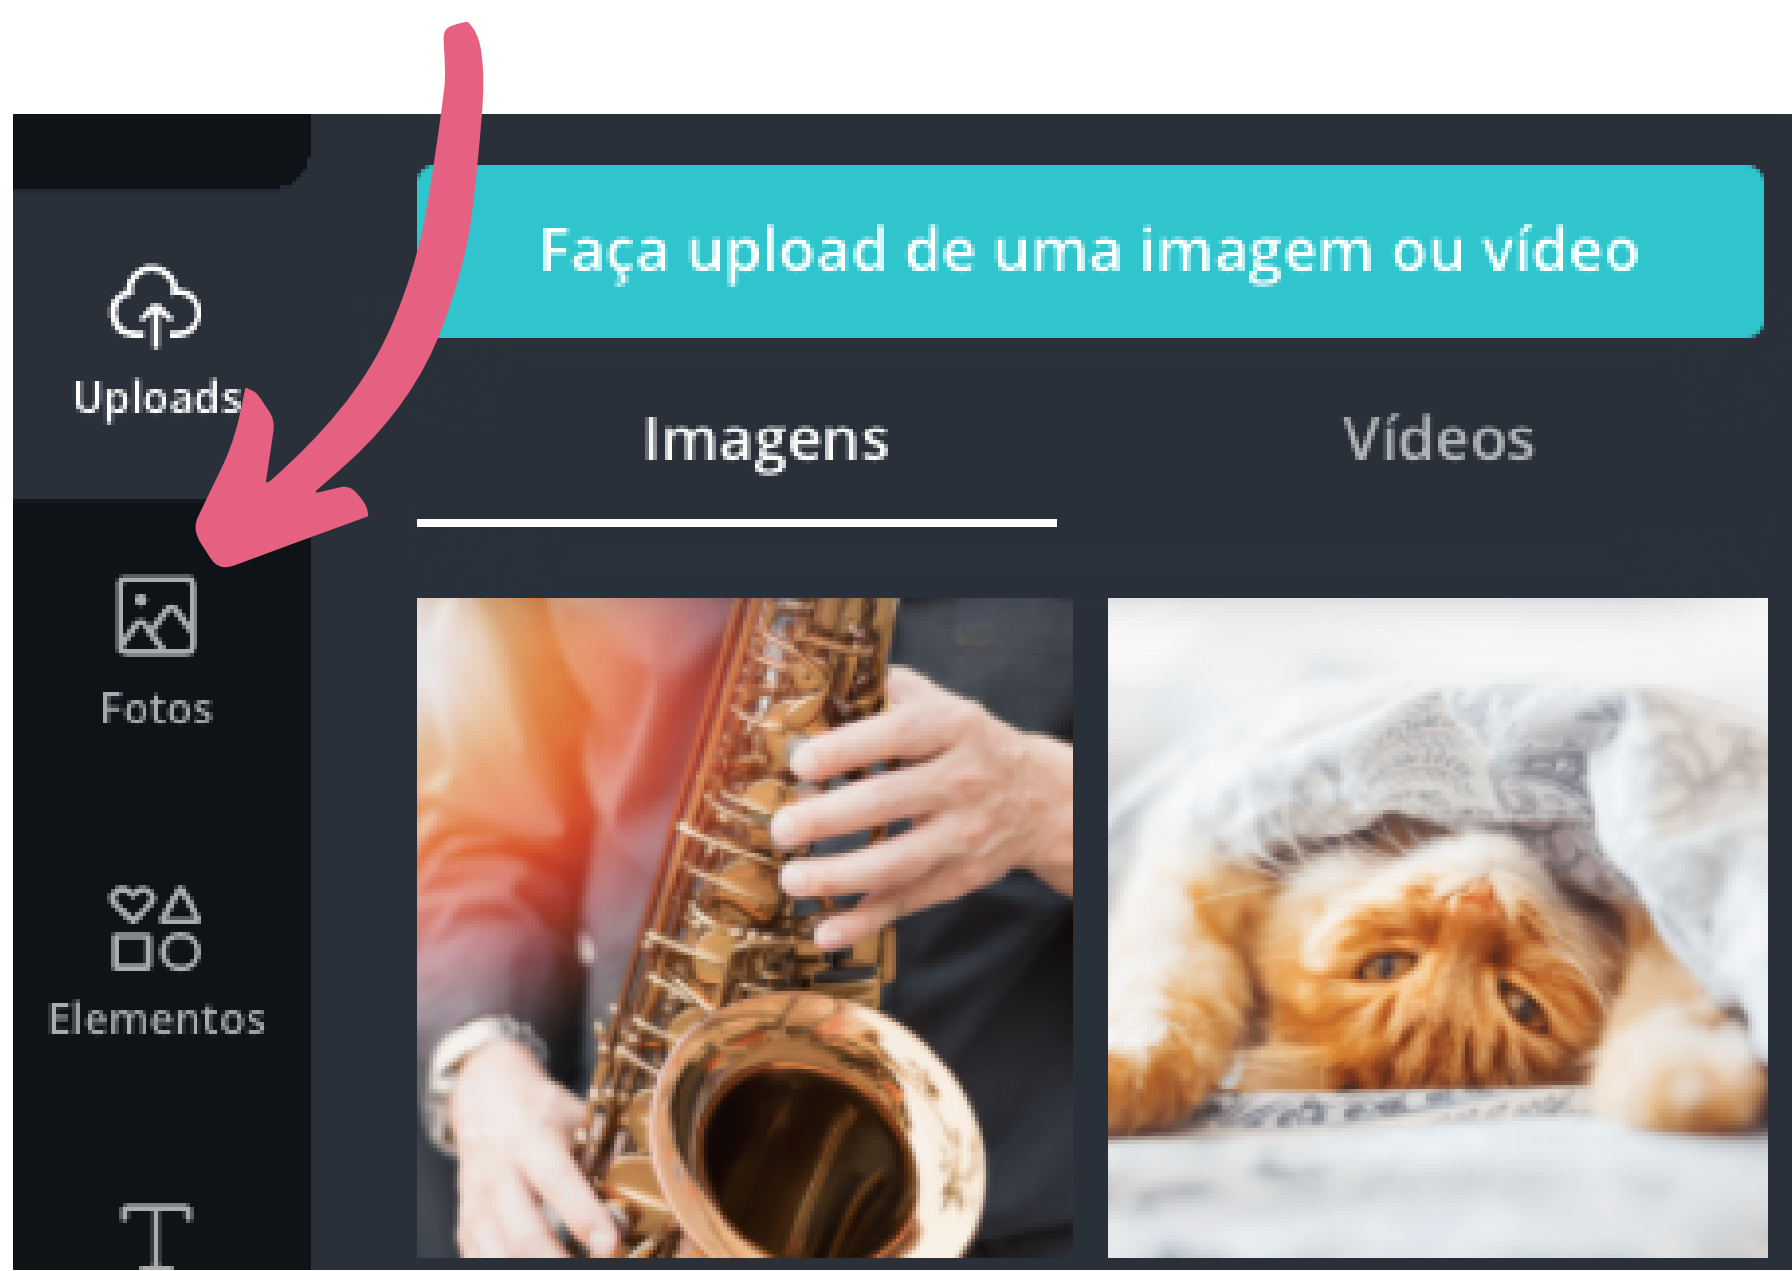 Faça upload de uma imagem ou vídeo
Uploads
Imagens
Vídeos
Fotos
Elementos